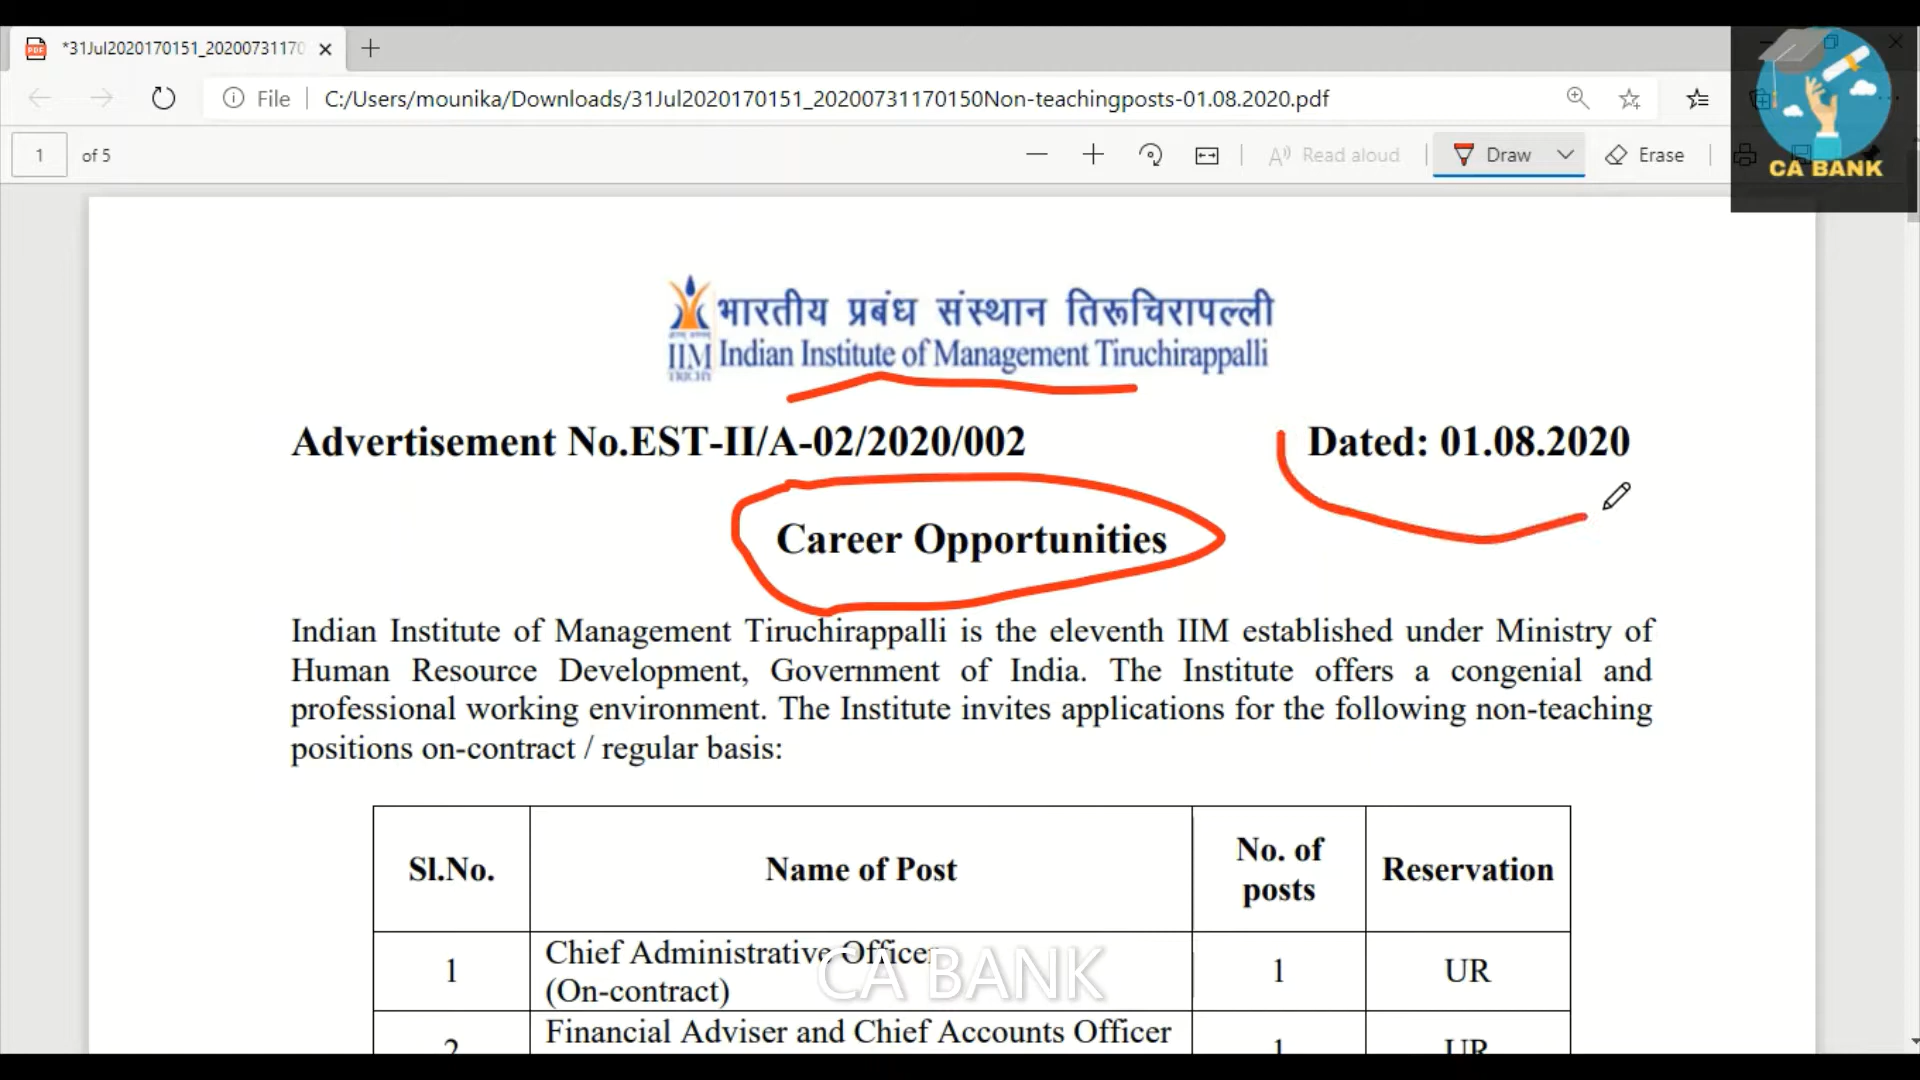 *31Jul2020170151_20200731170
File
C:/Users/mounika/Downloads/31Jul2020170151_20200731170150Non-teachingposts-01.08.2020.pdf
1 of 5
Read aloud
Draw
Erase
CA BANK
भारतीय प्रबंध संस्थान तिरूचिरापल्ली
IIM Indian Institute of Management Tiruchirappalli
TRICHY
Advertisement No.EST-II/A-02/2020/002 Dated: 01.08.2020
Career Opportunities
Indian Institute of Management Tiruchirappalli is the eleventh IIM established under Ministry of
Human Resource Development, Government of India. The Institute offers a congenial and
professional working environment. The Institute invites applications for the following non-teaching
positions on-contract / regular basis:
Sl.No. Name of Post No. of posts Reservation
1 Chief Administrative Officer (On-contract) 1 UR
2 Financial Adviser and Chief Accounts Officer 1 UR
CA BANK